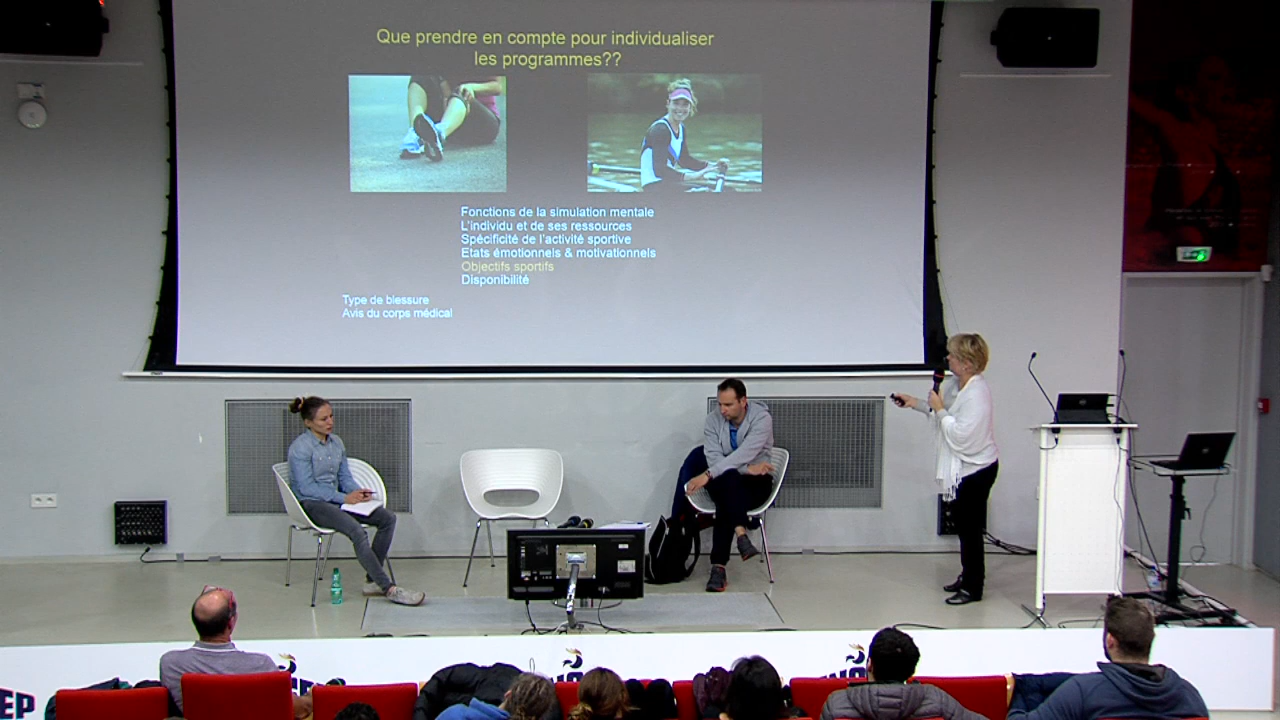 Que prendre en compte pour individualiser
les programmes??
Fonctions de la simulation mentale
L'individu et de ses ressources
Spécificité de l'activité sportive
Etats émotionnels & motivationnels
Objectifs sportifs
Disponibilité
Type de blessure
Avis du corps médical
EP